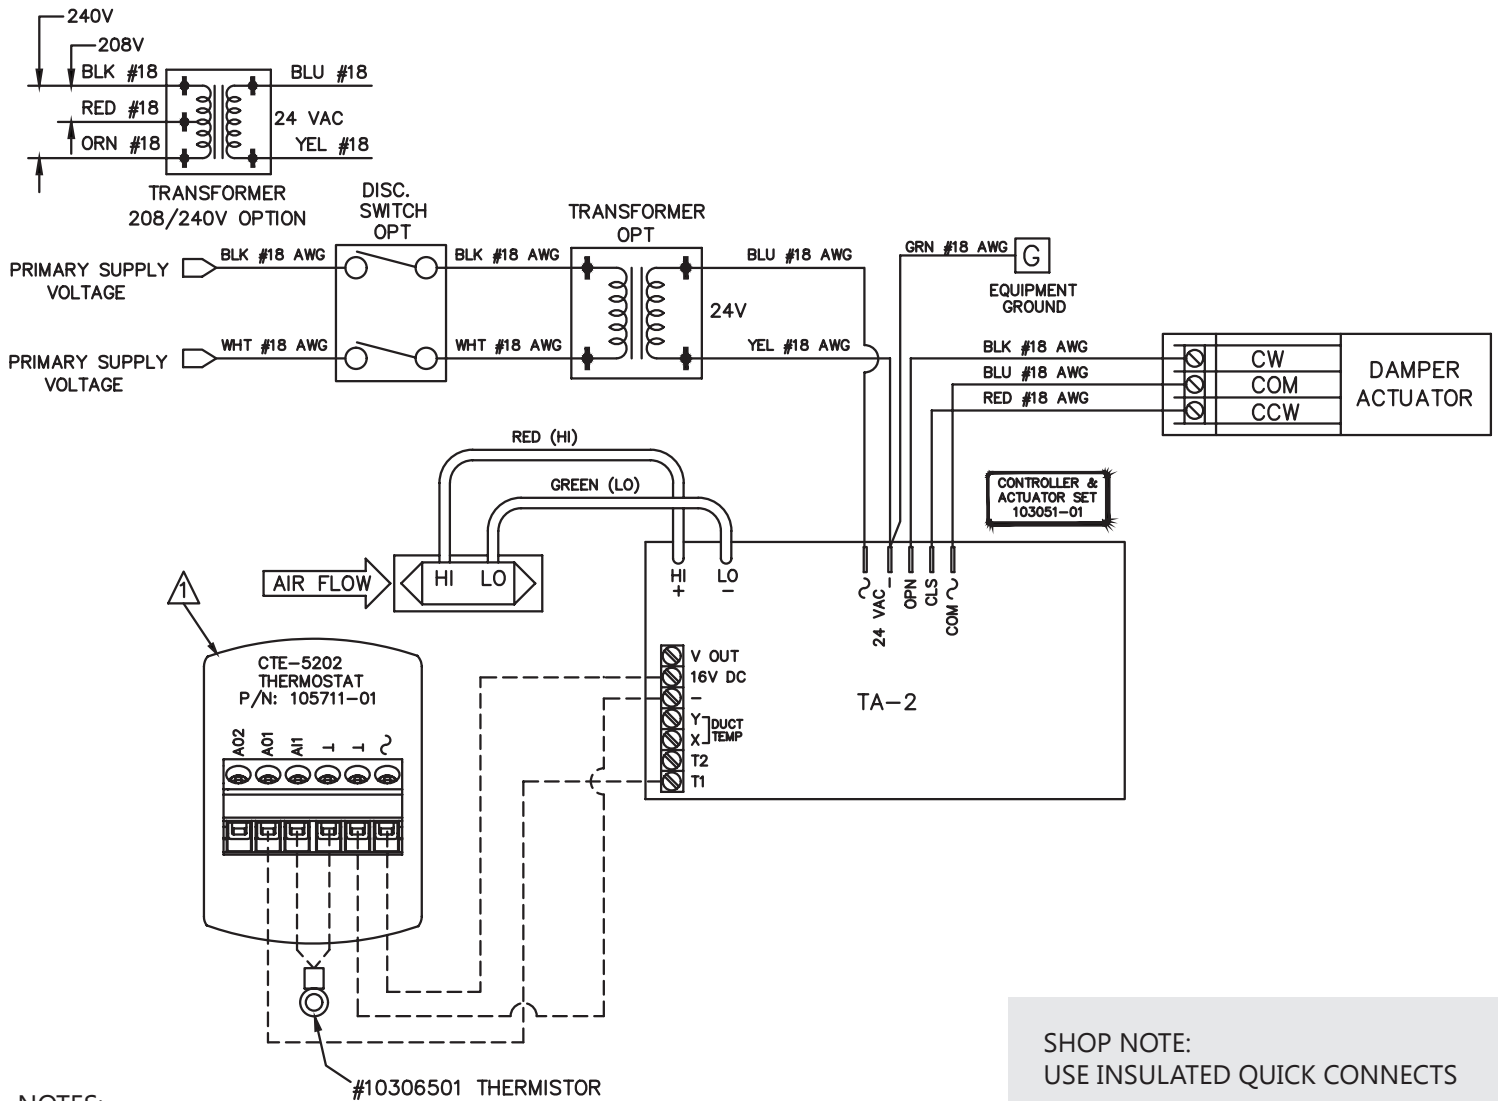 240V
208V
BLK #18
BLU #18
RED #18
24 VAC
ORN #18
YEL #18
TRANSFORMER
208/240V OPTION
DISC.
SWITCH
OPT
TRANSFORMER
OPT
PRIMARY SUPPLY
VOLTAGE
BLK #18 AWG
BLK #18 AWG
BLU #18 AWG
24V
PRIMARY SUPPLY
VOLTAGE
WHT #18 AWG
WHT #18 AWG
YEL #18 AWG
GRN #18 AWG
G
EQUIPMENT
GROUND
BLK #18 AWG
BLU #18 AWG
RED #18 AWG
CW
COM
CCW
DAMPER
ACTUATOR
RED (HI)
GREEN (LO)
CONTROLLER &
ACTUATOR SET
103051-01
AIR FLOW
HI
LO
HI
+
LO
-
24 VAC
-
OPN
CLS
COM
1
CTE-5202
THERMOSTAT
P/N: 105711-01
A02
A01
AI1
V OUT
16V DC
-
Y
X
DUCT
TEMP
T2
T1
TA-2
#10306501 THERMISTOR
SHOP NOTE:
USE INSULATED QUICK CONNECTS
NOTES: